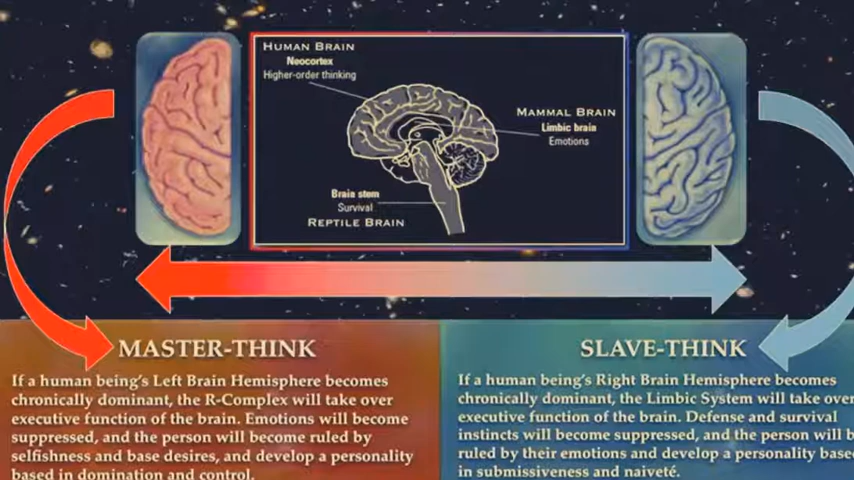 HUMAN BRAIN
Neocortex
Higher-order thinking
MAMMAL BRAIN
Limbic brain
Emotions
Brain stem
Survival
REPTILE BRAIN
MASTER-THINK
If a human being's Left Brain Hemisphere becomes
chronically dominant, the R-Complex will take over
executive function of the brain. Emotions will become
suppressed, and the person will become ruled by
selfishness and base desires, and develop a personality
based in domination and control.
SLAVE-THINK
If a human being's Right Brain Hemisphere becomes
chronically dominant, the Limbic System will take over
executive function of the brain. Defense and survival
instincts will become suppressed, and the person will b
ruled by their emotions and develop a personality based
in submissiveness and naiveté.